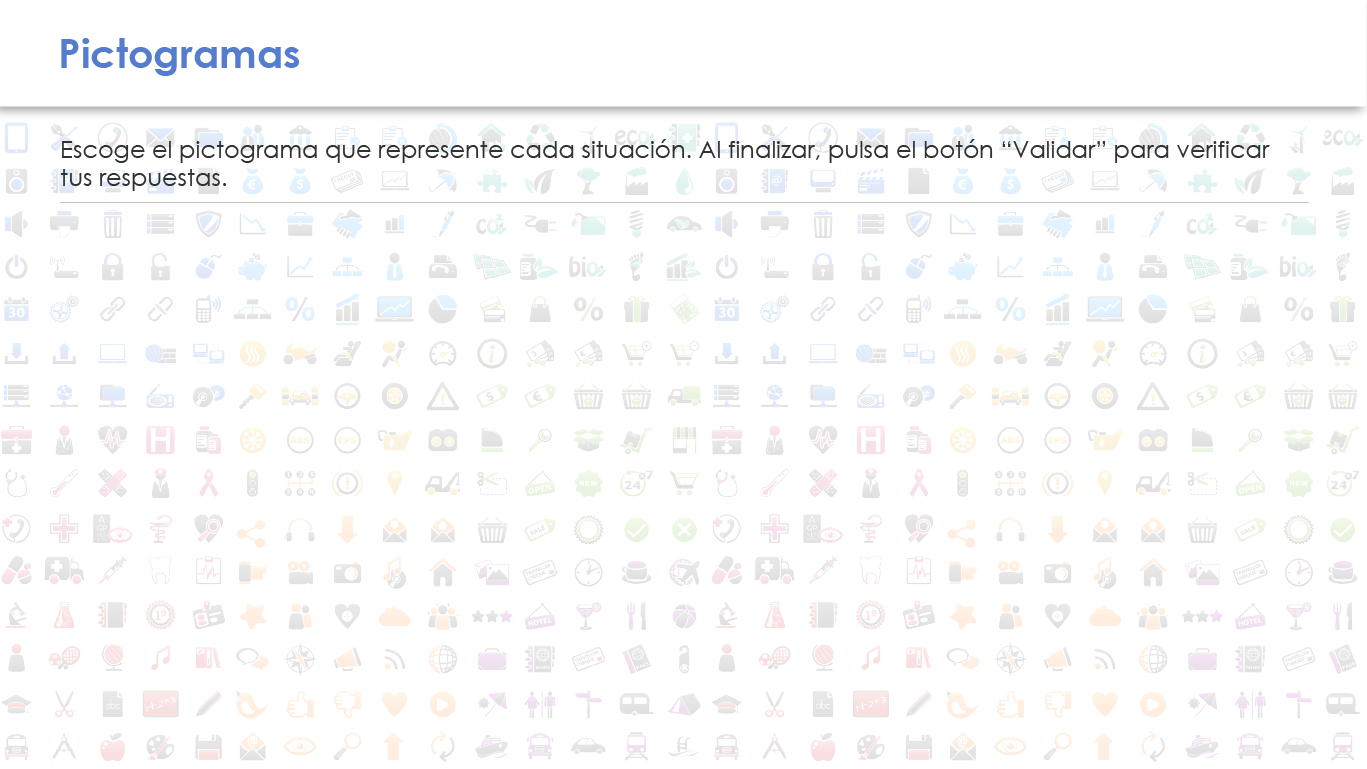 Pictogramas
Escoge el pictograma que represente cada situación. Al finalizar, pulsa el botón “Validar” para verificar
tus respuestas.